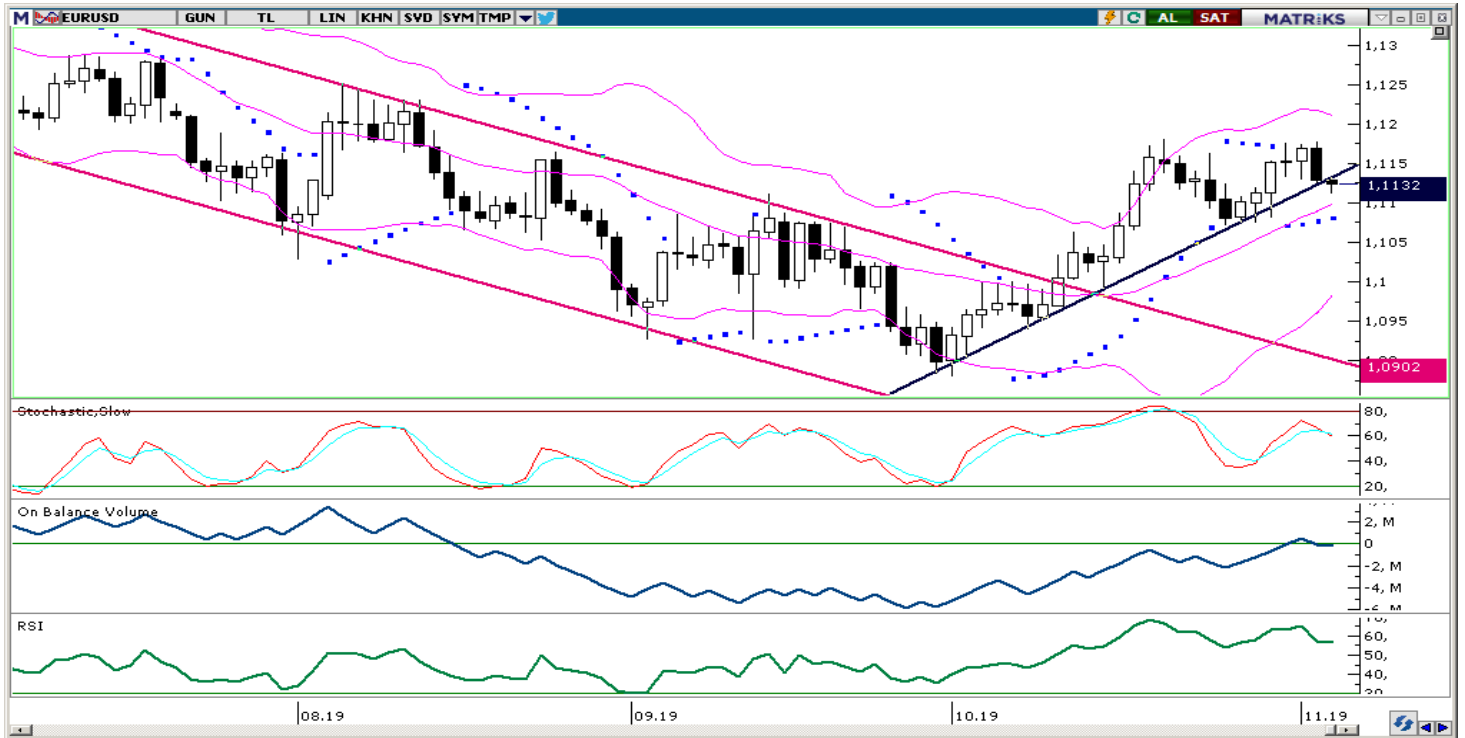 M EURUSD GUN TL LIN KHN SVD SYM TMP AL SAT MATRiKS
1,13
1,125
1,12
1,115
1,1132
1,11
1,105
1,1
1,095
1,0902
Stochastic,Slow
80,
60,
40,
20,
On Balance Volume
2, M
0
-2, M
-4, M
RSI
60,
50,
40,
08.19 09.19 10.19 11.19